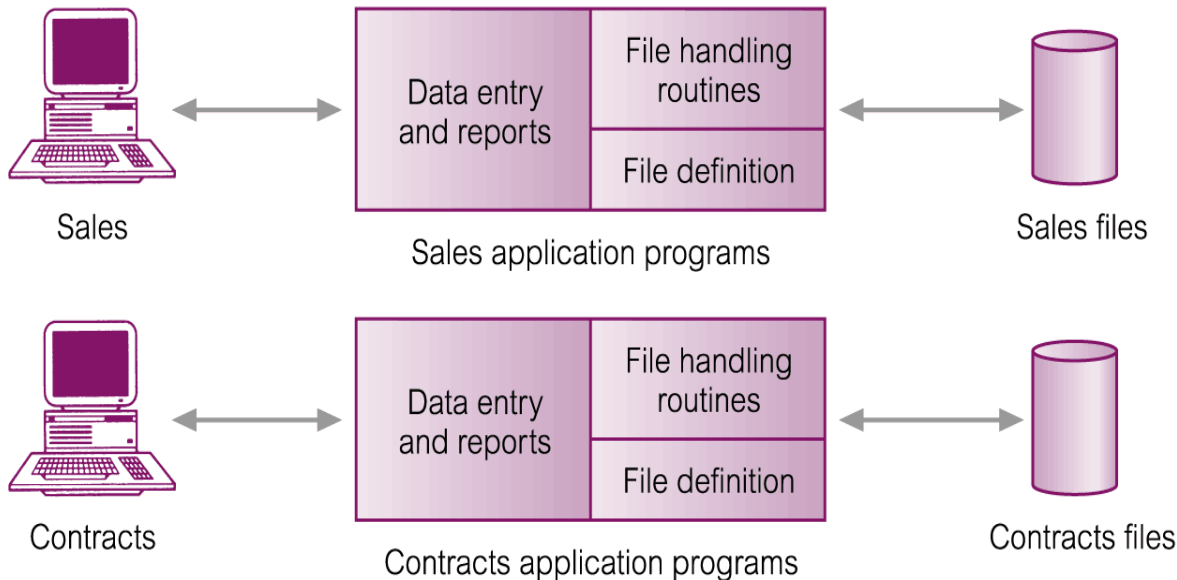 Data entry
and reports
File handling
routines
File definition
Sales
Sales application programs
Sales files
Data entry
and reports
File handling
routines
File definition
Contracts
Contracts application programs
Contracts files